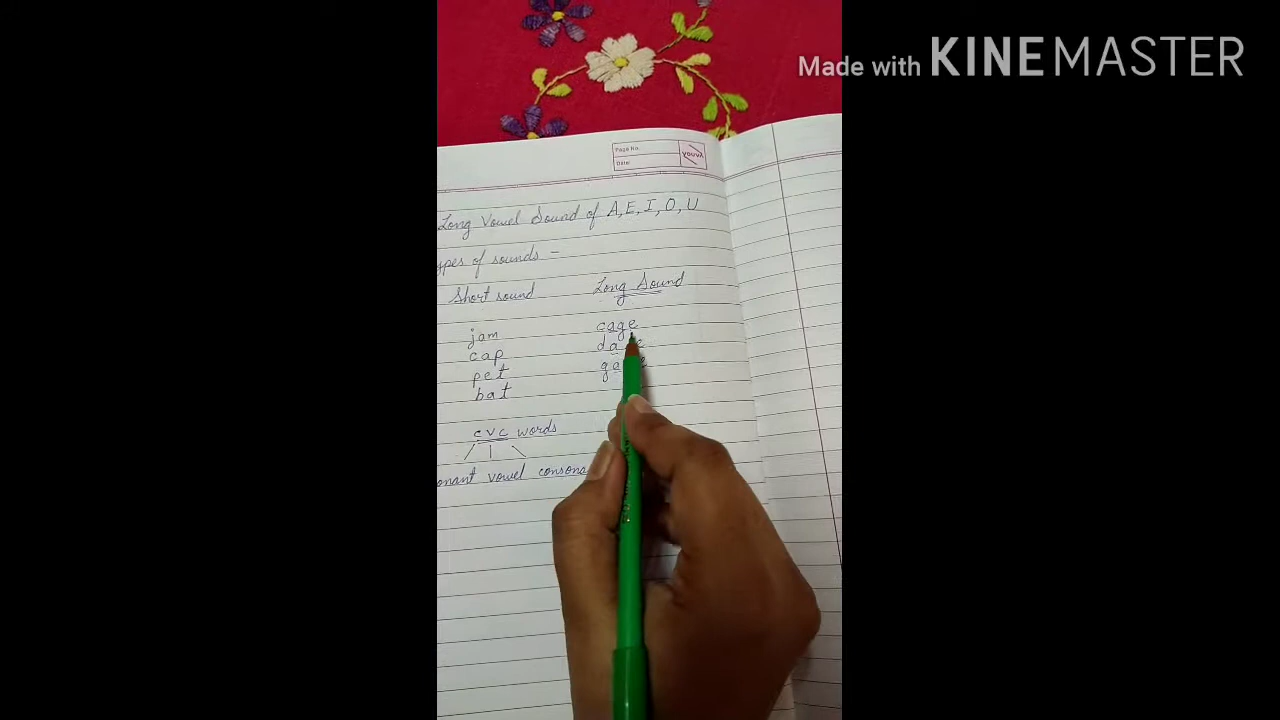 Made with KINEMASTER
Page No.
Date:
YOUVA
Long Vowel Sound of A, E, I, O, U
ypes of sounds -
Short sound Long Sound
jam cage
cap
pet
bat
CVC words
onant vowel consona